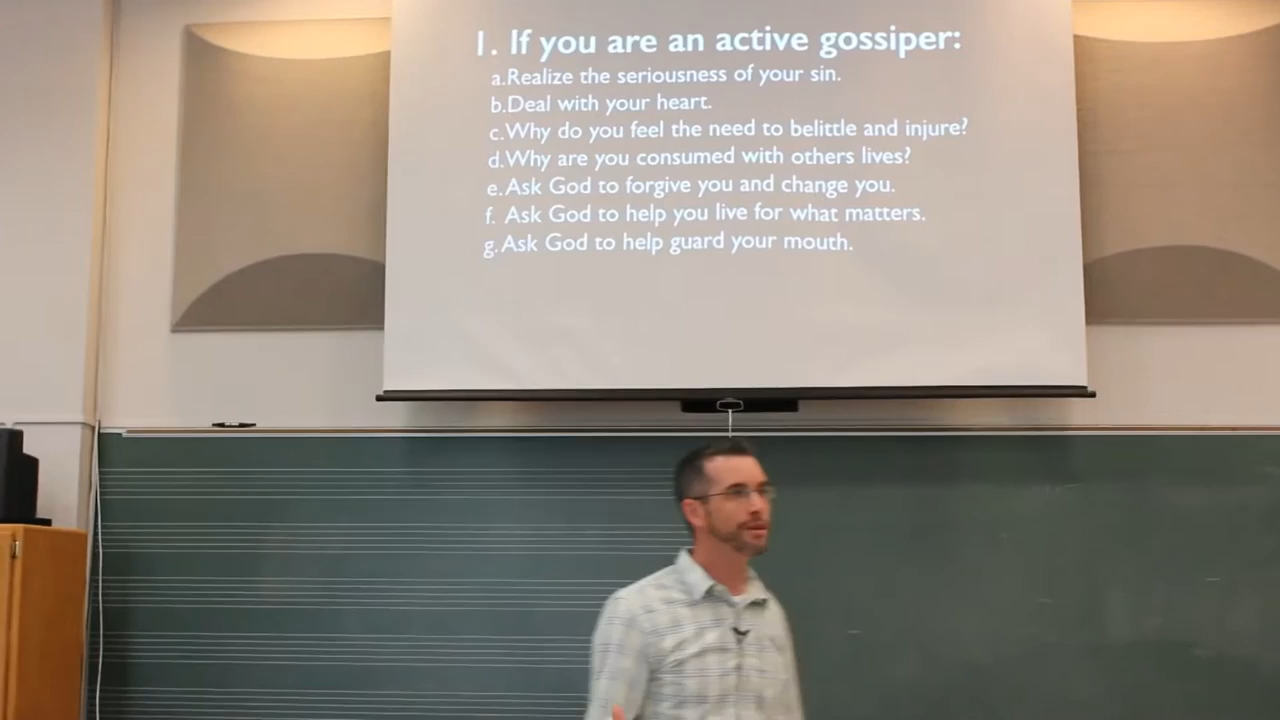 1. If you are an active gossiper:
a.Realize the seriousness of your sin.
b.Deal with your heart.
c.Why do you feel the need to belittle and injure?
d.Why are you consumed with others lives?
e.Ask God to forgive you and change you.
f. Ask God to help you live for what matters.
g.Ask God to help guard your mouth.